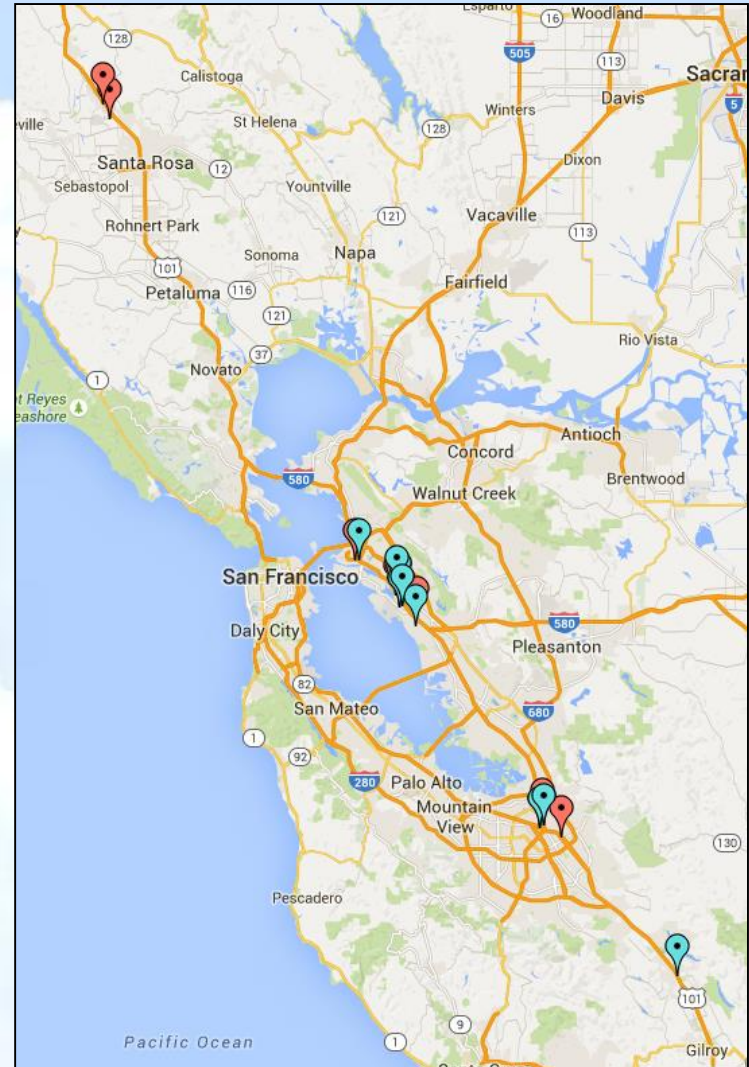 Esparto
16
Woodland
128
505
113
Calistoga
Sacrar
Davis
5
eville
St Helena
Winters
128
Santa Rosa
12
Dixon
Sebastopol
Yountville
121
Vacaville
Rohnert Park
113
101
Sonoma
Napa
Petaluma
116
Fairfield
121
37
Rio Vista
Novato
1
ot Reyes
eashore
Antioch
Concord
580
Brentwood
Walnut Creek
San Francisco
580
Daly City
Pleasanton
82
680
San Mateo
1
92
280
Palo Alto
Mountain
View
130
Pescadero
101
9
Pacific Ocean
1
Gilroy